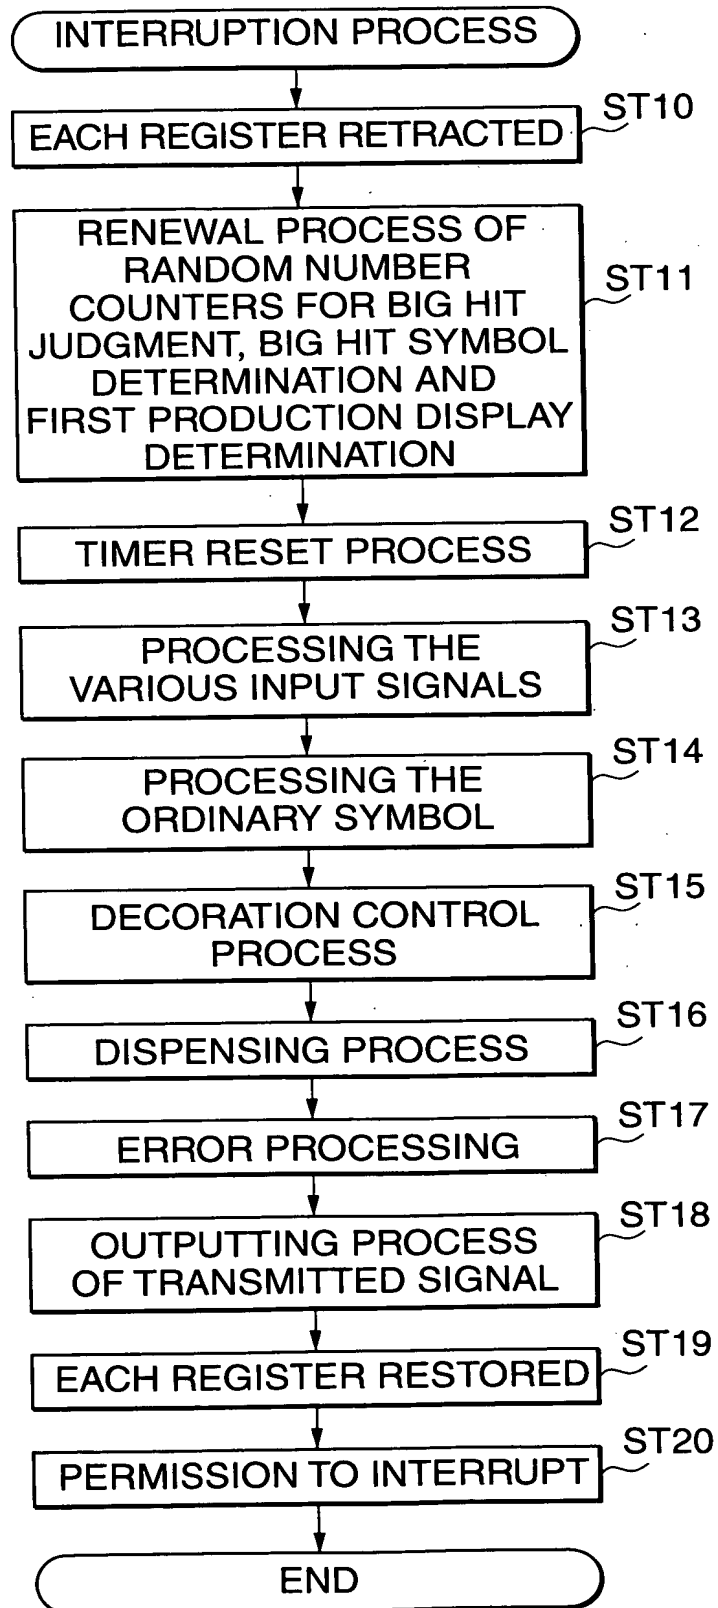 INTERRUPTION PROCESS
ST10
EACH REGISTER RETRACTED
RENEWAL PROCESS OF
RANDOM NUMBER
COUNTERS FOR BIG HIT
JUDGMENT, BIG HIT SYMBOL
DETERMINATION AND
FIRST PRODUCTION DISPLAY
DETERMINATION
ST11
ST12
TIMER RESET PROCESS
ST13
PROCESSING THE
VARIOUS INPUT SIGNALS
ST14
PROCESSING THE
ORDINARY SYMBOL
ST15
DECORATION CONTROL
PROCESS
ST16
DISPENSING PROCESS
ST17
ERROR PROCESSING
ST18
OUTPUTTING PROCESS
OF TRANSMITTED SIGNAL
ST19
EACH REGISTER RESTORED
ST20
PERMISSION TO INTERRUPT
END